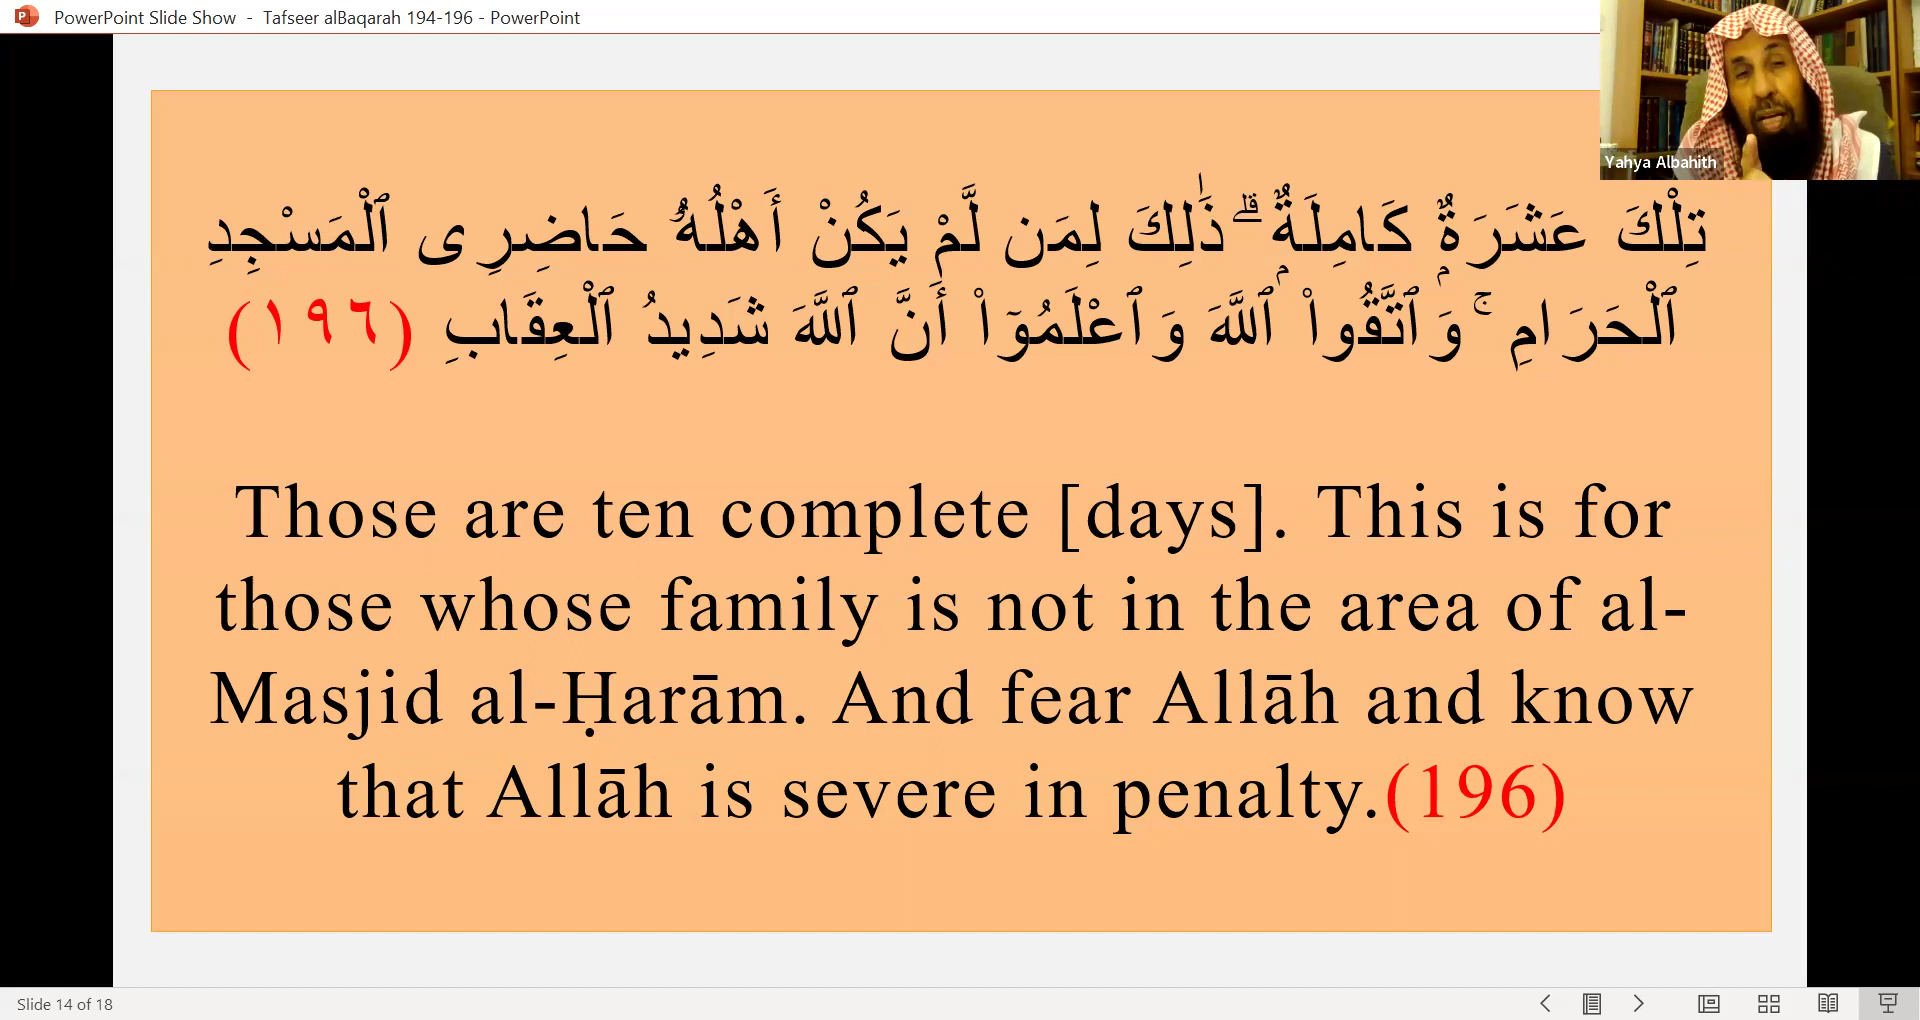 PowerPoint Slide Show - Tafseer alBaqarah 194-196 - PowerPoint
Yahya Albahith
تِلْكَ عَشَرَةٌۭ كَامِلَةٌۭ ۗ ذَٰلِكَ لِمَن لَّمْ يَكُنْ أَهْلُهُۥ حَاضِرِى ٱلْمَسْجِدِ
ٱلْحَرَامِ ۚ وَٱتَّقُوا۟ ٱللَّهَ وَٱعْلَمُوٓا۟ أَنَّ ٱللَّهَ شَدِيدُ ٱلْعِقَابِ (١٩٦)
Those are ten complete [days]. This is for
those whose family is not in the area of al-
Masjid al-Ḥarām. And fear Allāh and know
that Allāh is severe in penalty.(196)
Slide 14 of 18